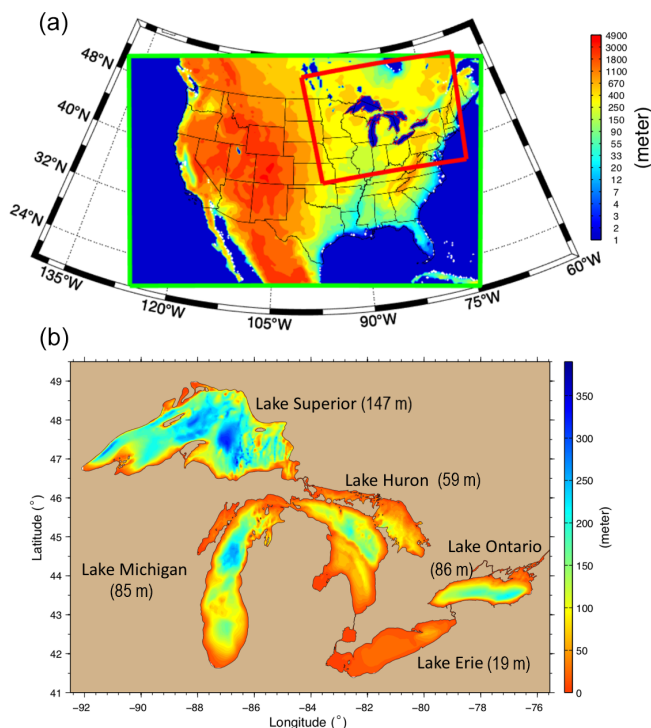 (a)
48°N
40°N
32°N
24°N
135°W
120°W
105°W
90°W
75°W
60°W
4900
3000
1800
1100
670
400
250
150
90
55
33
20
12
7
4
3
2
1
(meter)
(b)
49
48
47
46
45
44
43
42
41
Latitude (°)
Lake Superior (147 m)
Lake Huron (59 m)
Lake Michigan
(85 m)
Lake Ontario
(86 m)
Lake Erie (19 m)
-92
-90
-88
-86
-84
-82
-80
-78
-76
Longitude (°)
350
300
250
200
150
100
50
0
(meter)